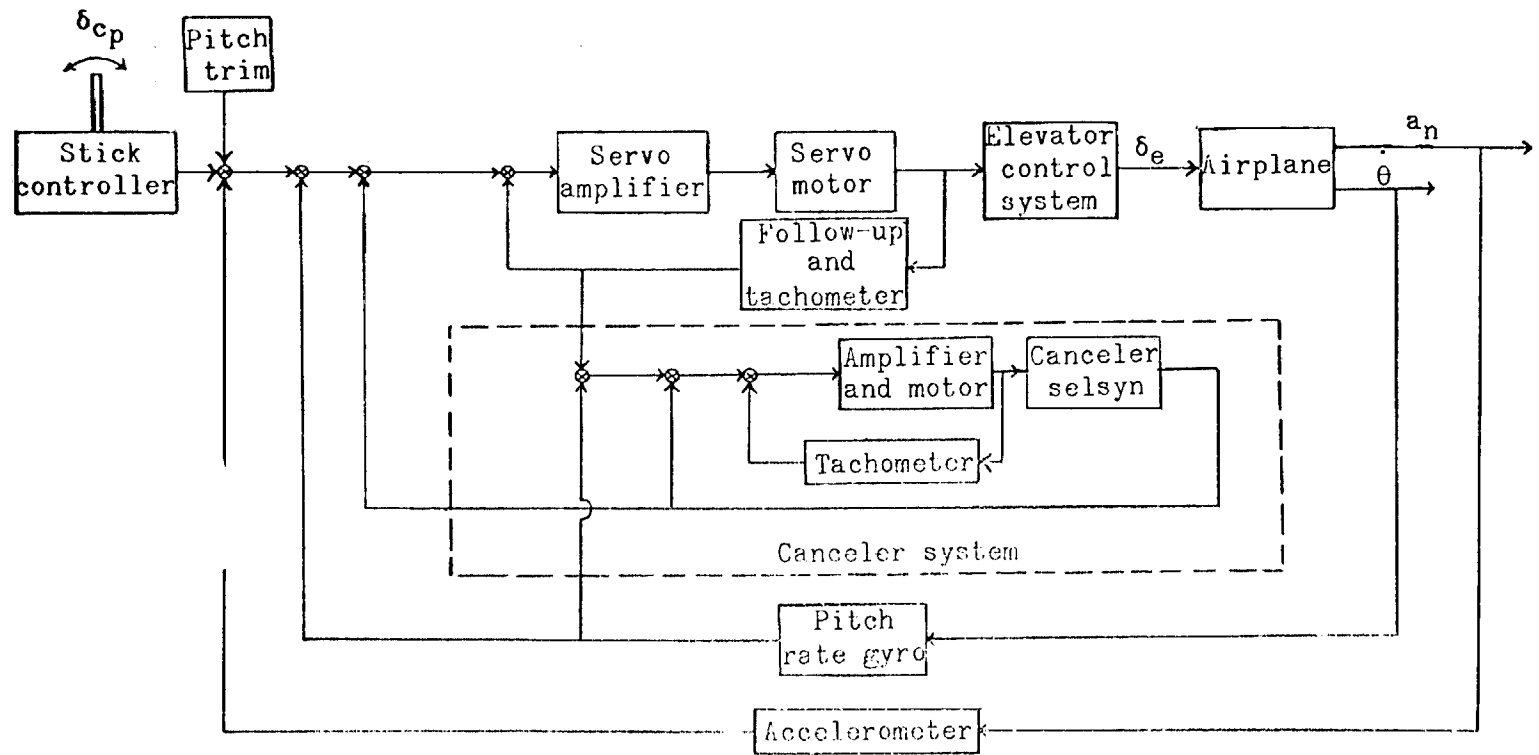 δcp
Pitch
trim
Stick
controller
Servo
amplifier
Servo
motor
Elevator
control
system
δe
Airplane
an
θ̇
Follow-up
and
tachometer
Amplifier
and motor
Canceler
selsyn
Tachometer
Canceler system
Pitch
rate gyro
Accelerometer